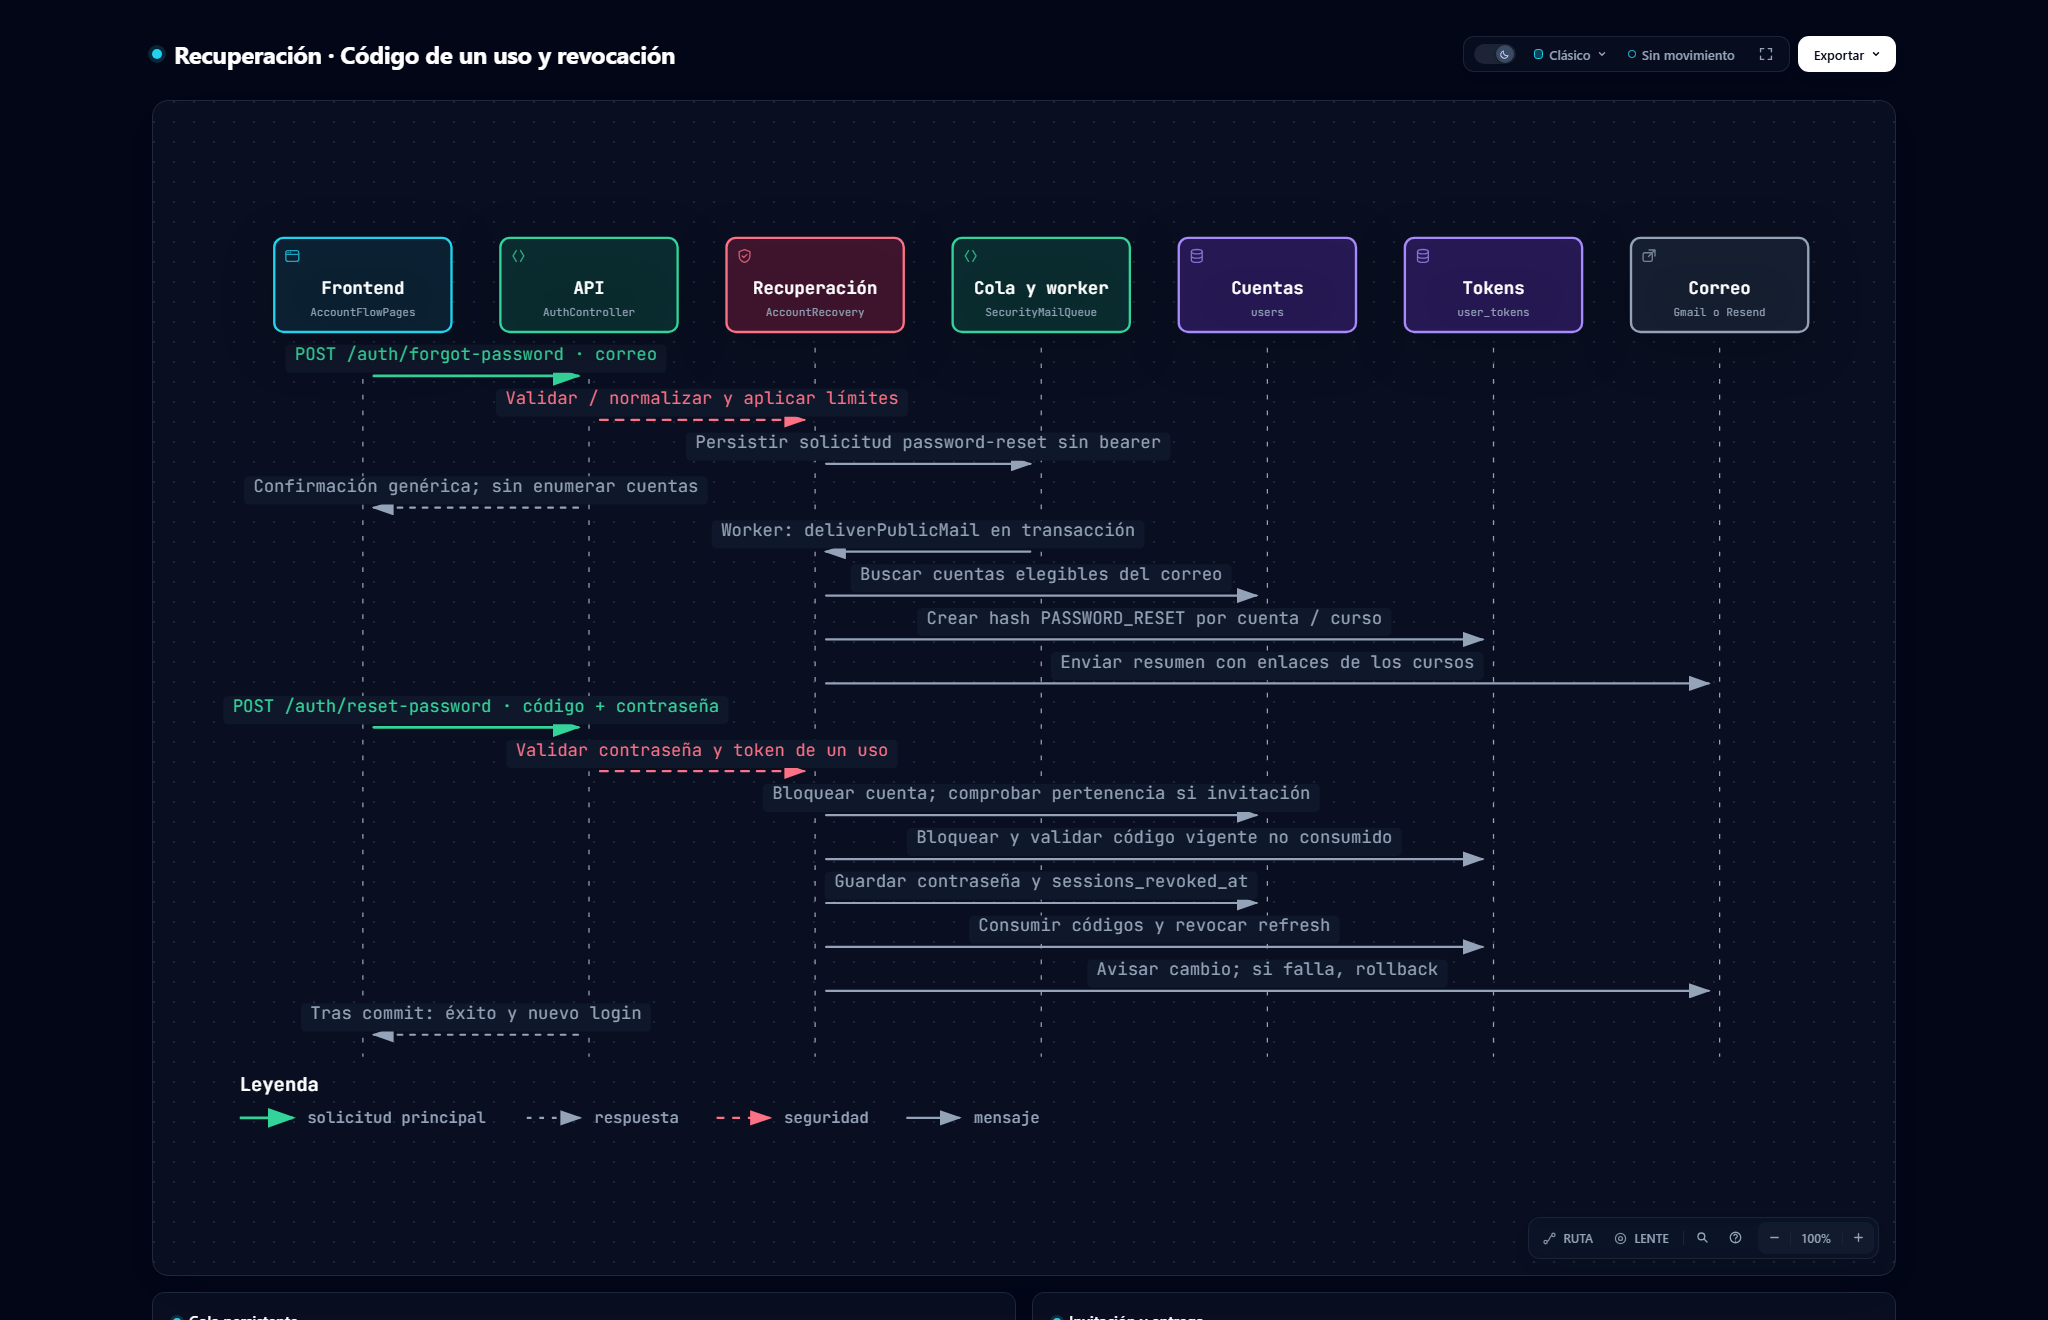 Recuperación · Código de un uso y revocación
Clásico
Sin movimiento
Exportar
Frontend
AccountFlowPages
API
AuthController
Recuperación
AccountRecovery
Cola y worker
SecurityMailQueue
Cuentas
users
Tokens
user_tokens
Correo
Gmail o Resend
POST /auth/forgot-password · correo
Validar / normalizar y aplicar límites
Persistir solicitud password-reset sin bearer
Confirmación genérica; sin enumerar cuentas
Worker: deliverPublicMail en transacción
Buscar cuentas elegibles del correo
Crear hash PASSWORD_RESET por cuenta / curso
Enviar resumen con enlaces de los cursos
POST /auth/reset-password · código + contraseña
Validar contraseña y token de un uso
Bloquear cuenta; comprobar pertenencia si invitación
Bloquear y validar código vigente no consumido
Guardar contraseña y sessions_revoked_at
Consumir códigos y revocar refresh
Avisar cambio; si falla, rollback
Tras commit: éxito y nuevo login
Leyenda
solicitud principal
respuesta
seguridad
mensaje
RUTA
LENTE
100%
Cola persistente
Invitación y entrega